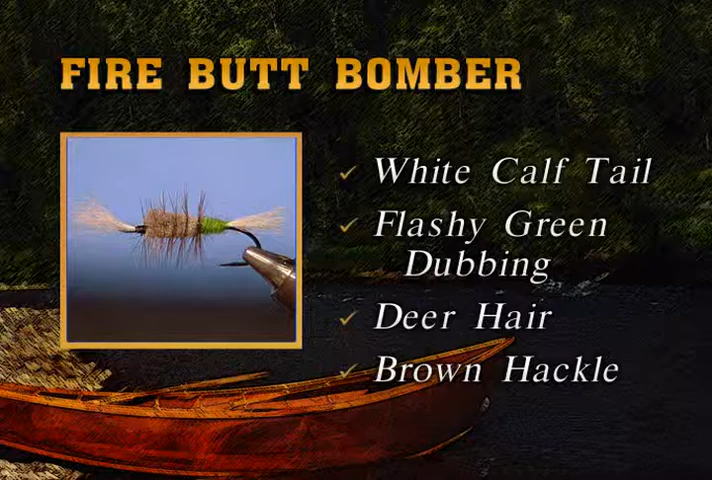 FIRE BUTT BOMBER
White Calf Tail
Flashy Green
Dubbing
Deer Hair
Brown Hackle